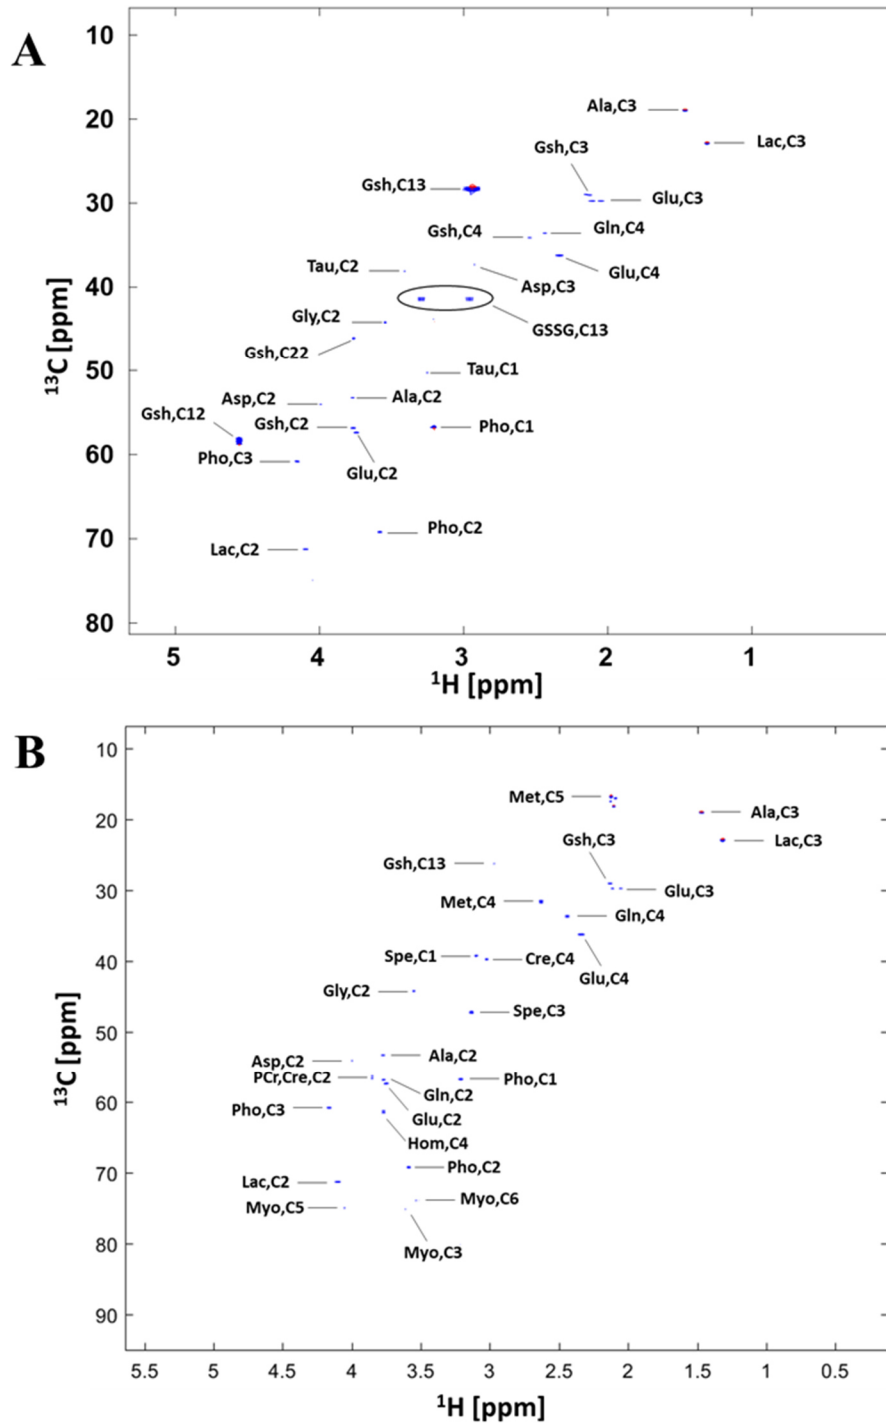 A
10
20
30
40
50
60
70
80
13C [ppm]
Ala,C3
Lac,C3
Gsh,C3
Gsh,C13
Glu,C3
Gln,C4
Gsh,C4
Tau,C2
Asp,C3
Glu,C4
Gly,C2
GSSG,C13
Gsh,C22
Tau,C1
Asp,C2
Ala,C2
Gsh,C12
Gsh,C2
Pho,C1
Pho,C3
Glu,C2
Pho,C2
Lac,C2
5
4
3
2
1
1H [ppm]
B
10
20
30
40
50
60
70
80
90
13C [ppm]
Met,C5
Ala,C3
Gsh,C3
Lac,C3
Gsh,C13
Glu,C3
Met,C4
Gln,C4
Spe,C1
Cre,C4
Glu,C4
Gly,C2
Spe,C3
Asp,C2
Ala,C2
PCr,Cre,C2
Pho,C1
Gln,C2
Pho,C3
Glu,C2
Hom,C4
Pho,C2
Lac,C2
Myo,C6
Myo,C5
Myo,C3
5.5
5
4.5
4
3.5
3
2.5
2
1.5
1
0.5
1H [ppm]